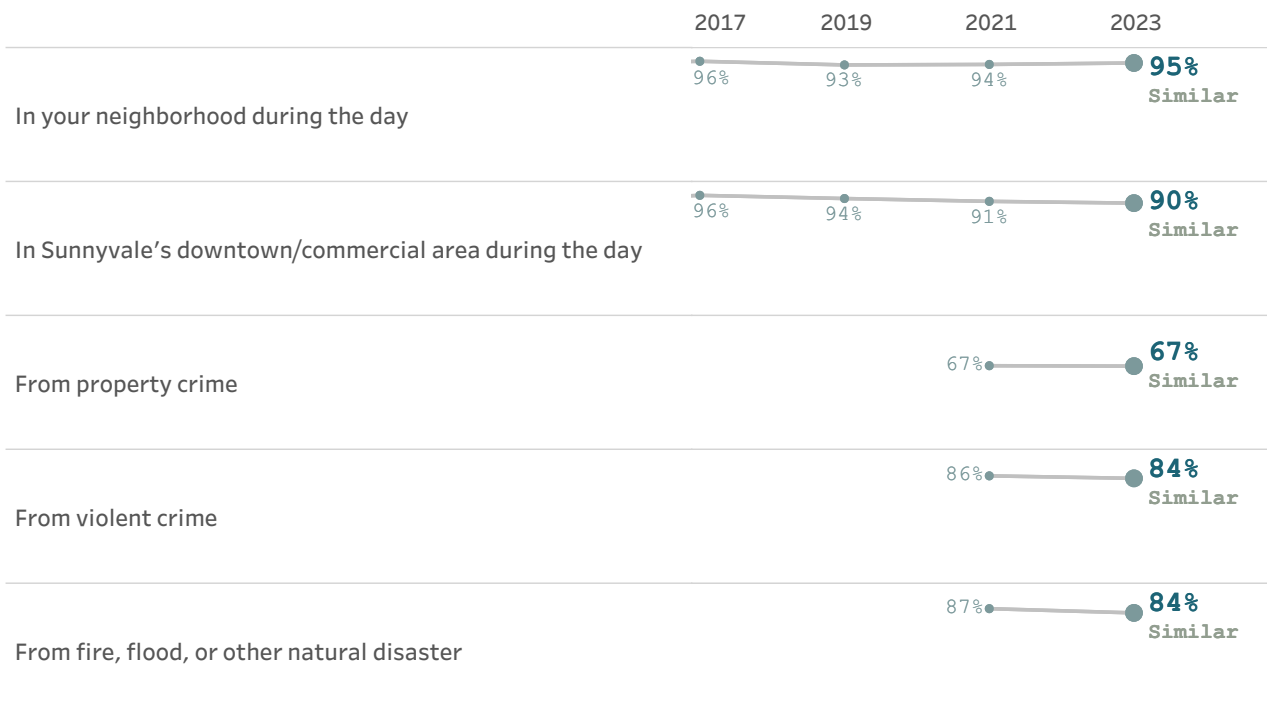 2017 2019 2021 2023
96% 93% 94% 95%
Similar
In your neighborhood during the day
96% 94% 91% 90%
Similar
In Sunnyvale’s downtown/commercial area during the day
67% 67%
Similar
From property crime
86% 84%
Similar
From violent crime
87% 84%
Similar
From fire, flood, or other natural disaster